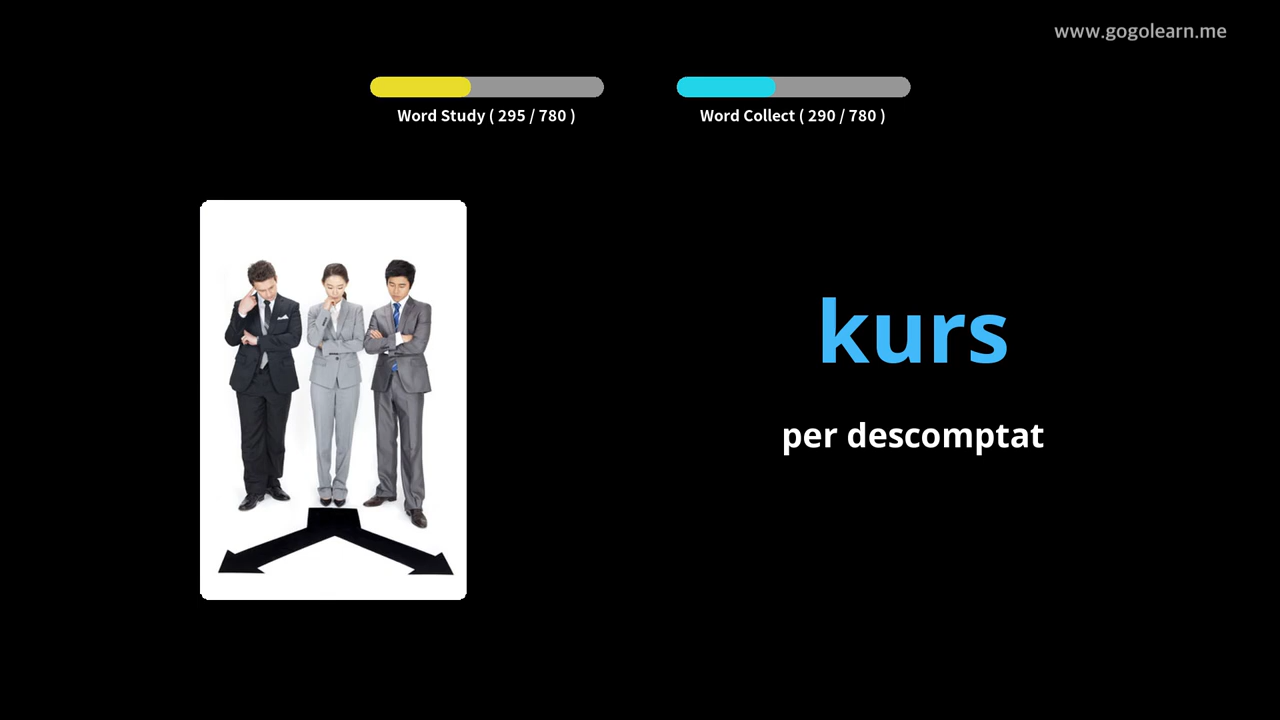 www.gogolearn.me
Word Study ( 295 / 780 )
Word Collect ( 290 / 780 )
kurs
per descomptat